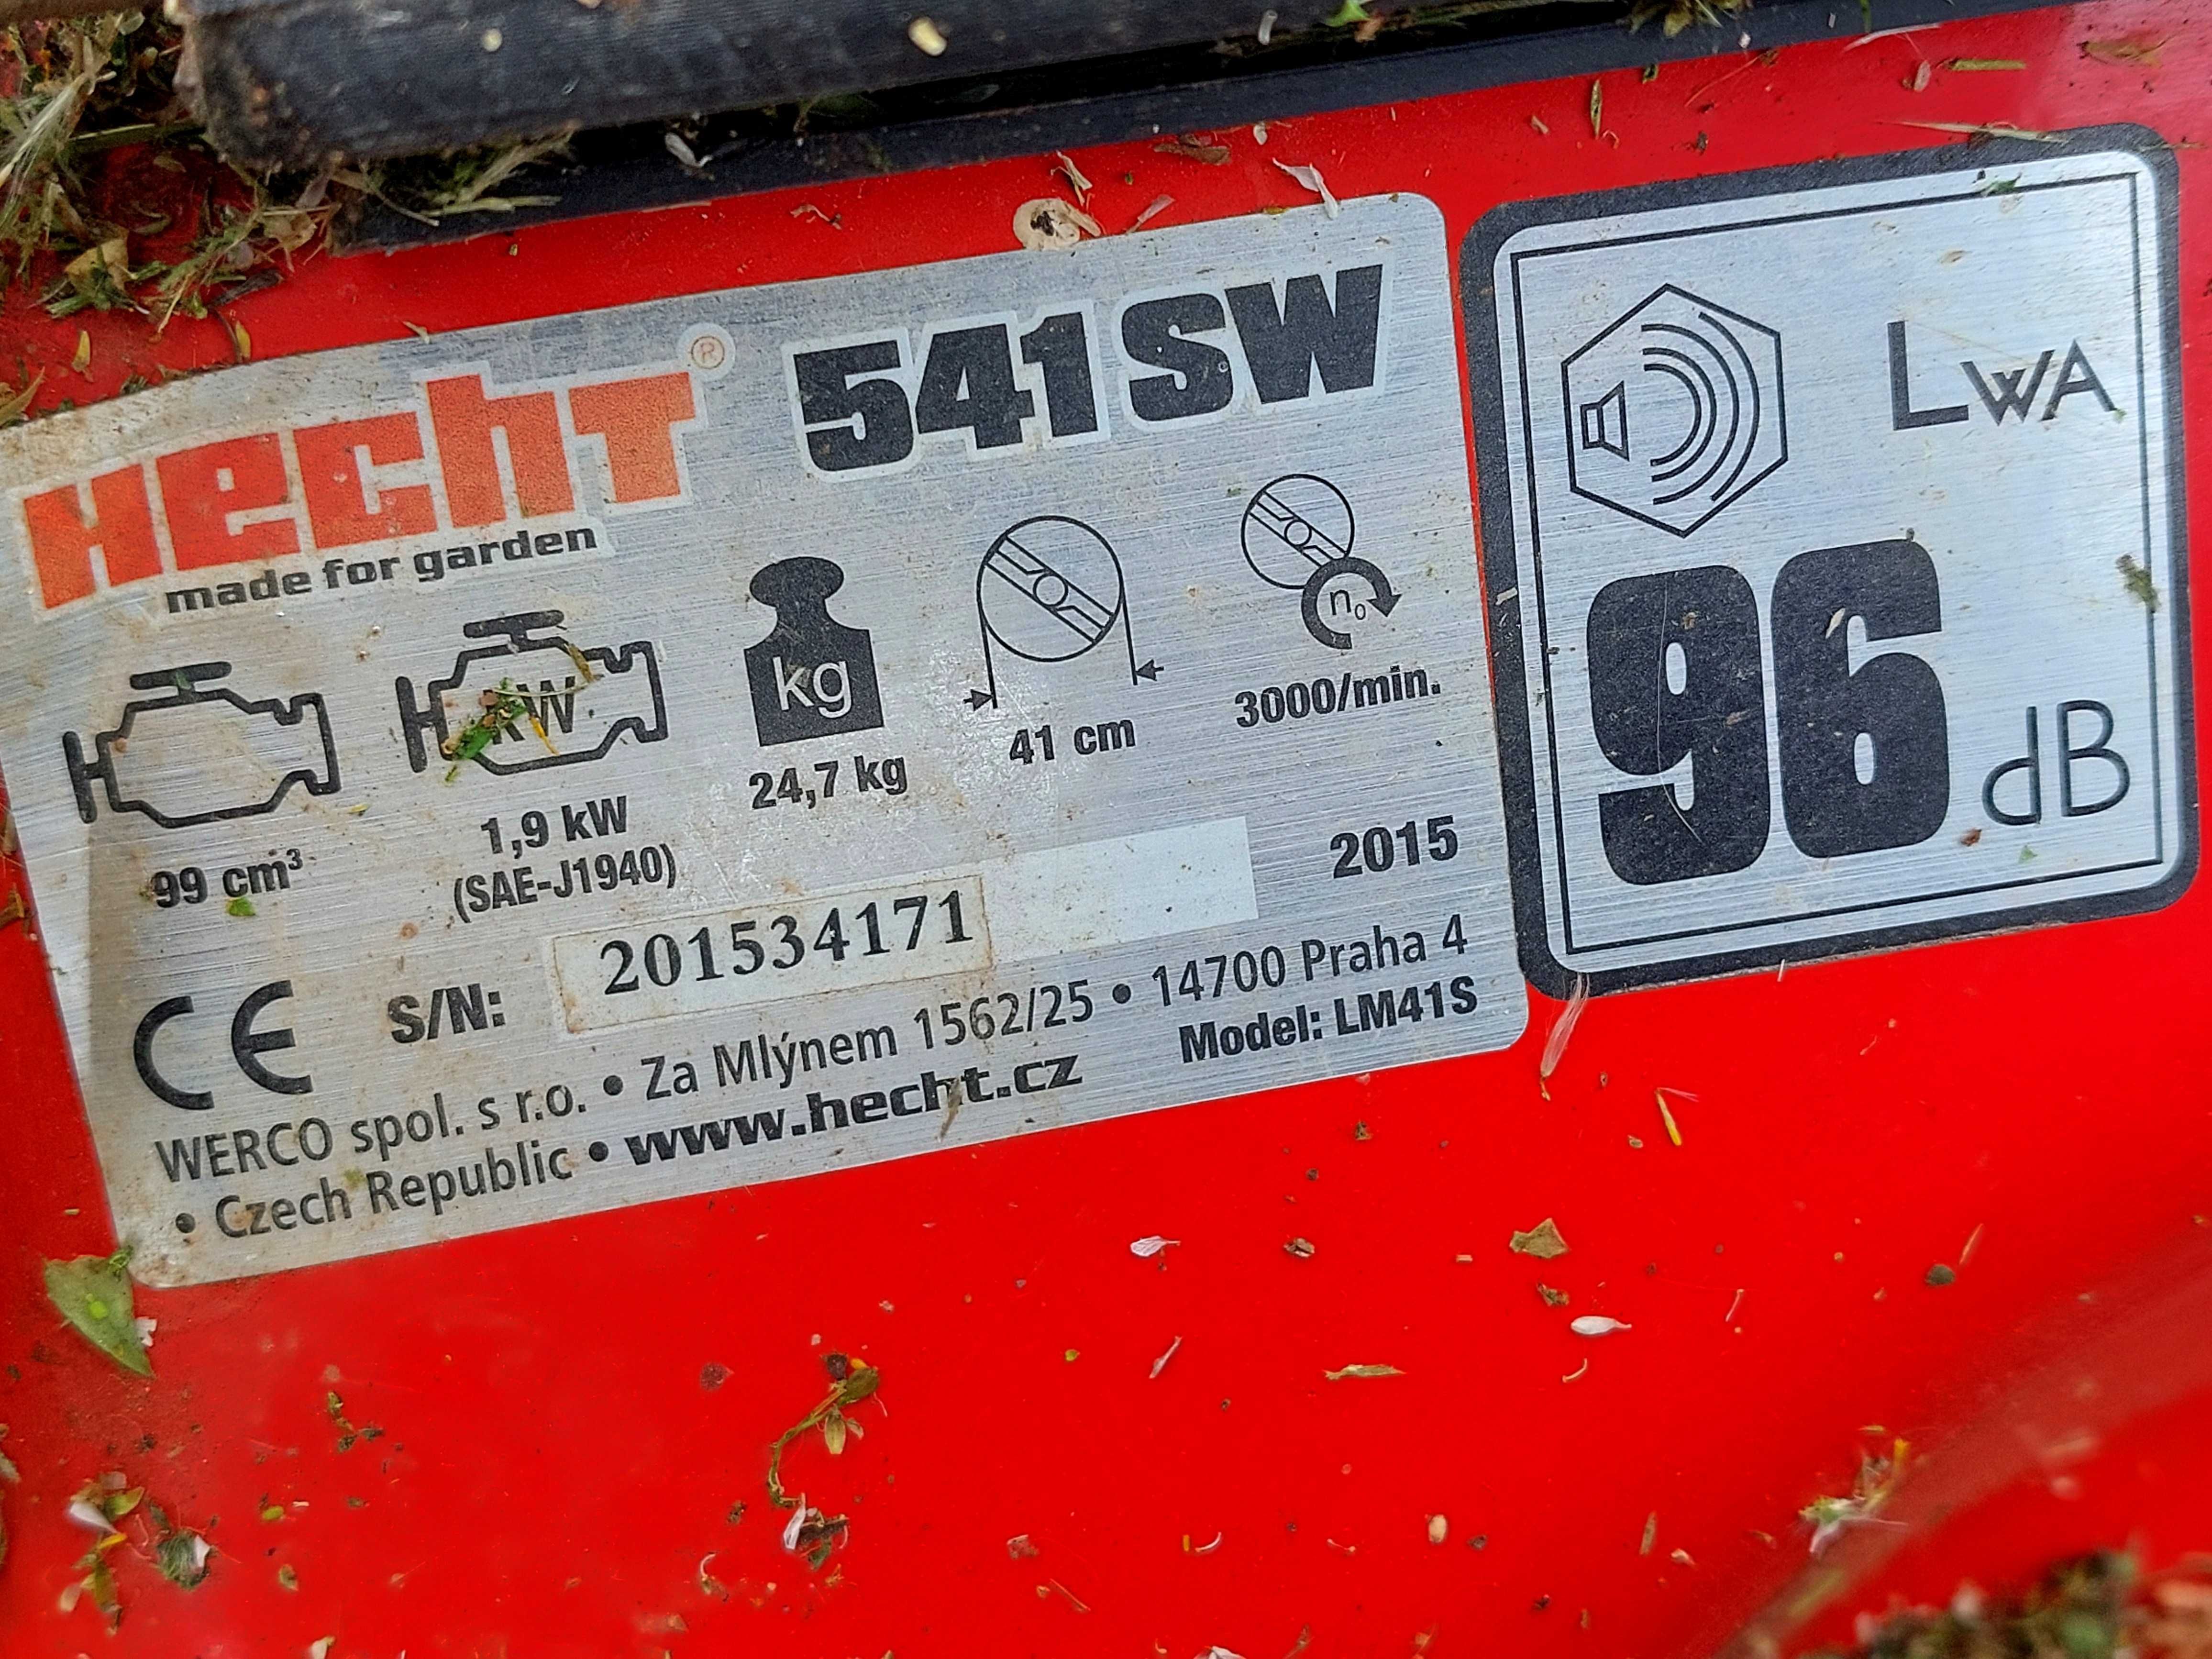 HECHT® 541SW
made for garden
kW
kg
n₀
99 cm³
1,9 kW
(SAE-J1940)
24,7 kg
41 cm
3000/min.
2015
CE S/N: 201534171
WERCO spol. s r.o. • Za Mlýnem 1562/25 • 14700 Praha 4
• Czech Republic • www.hecht.cz Model: LM41S
LWA
96 dB